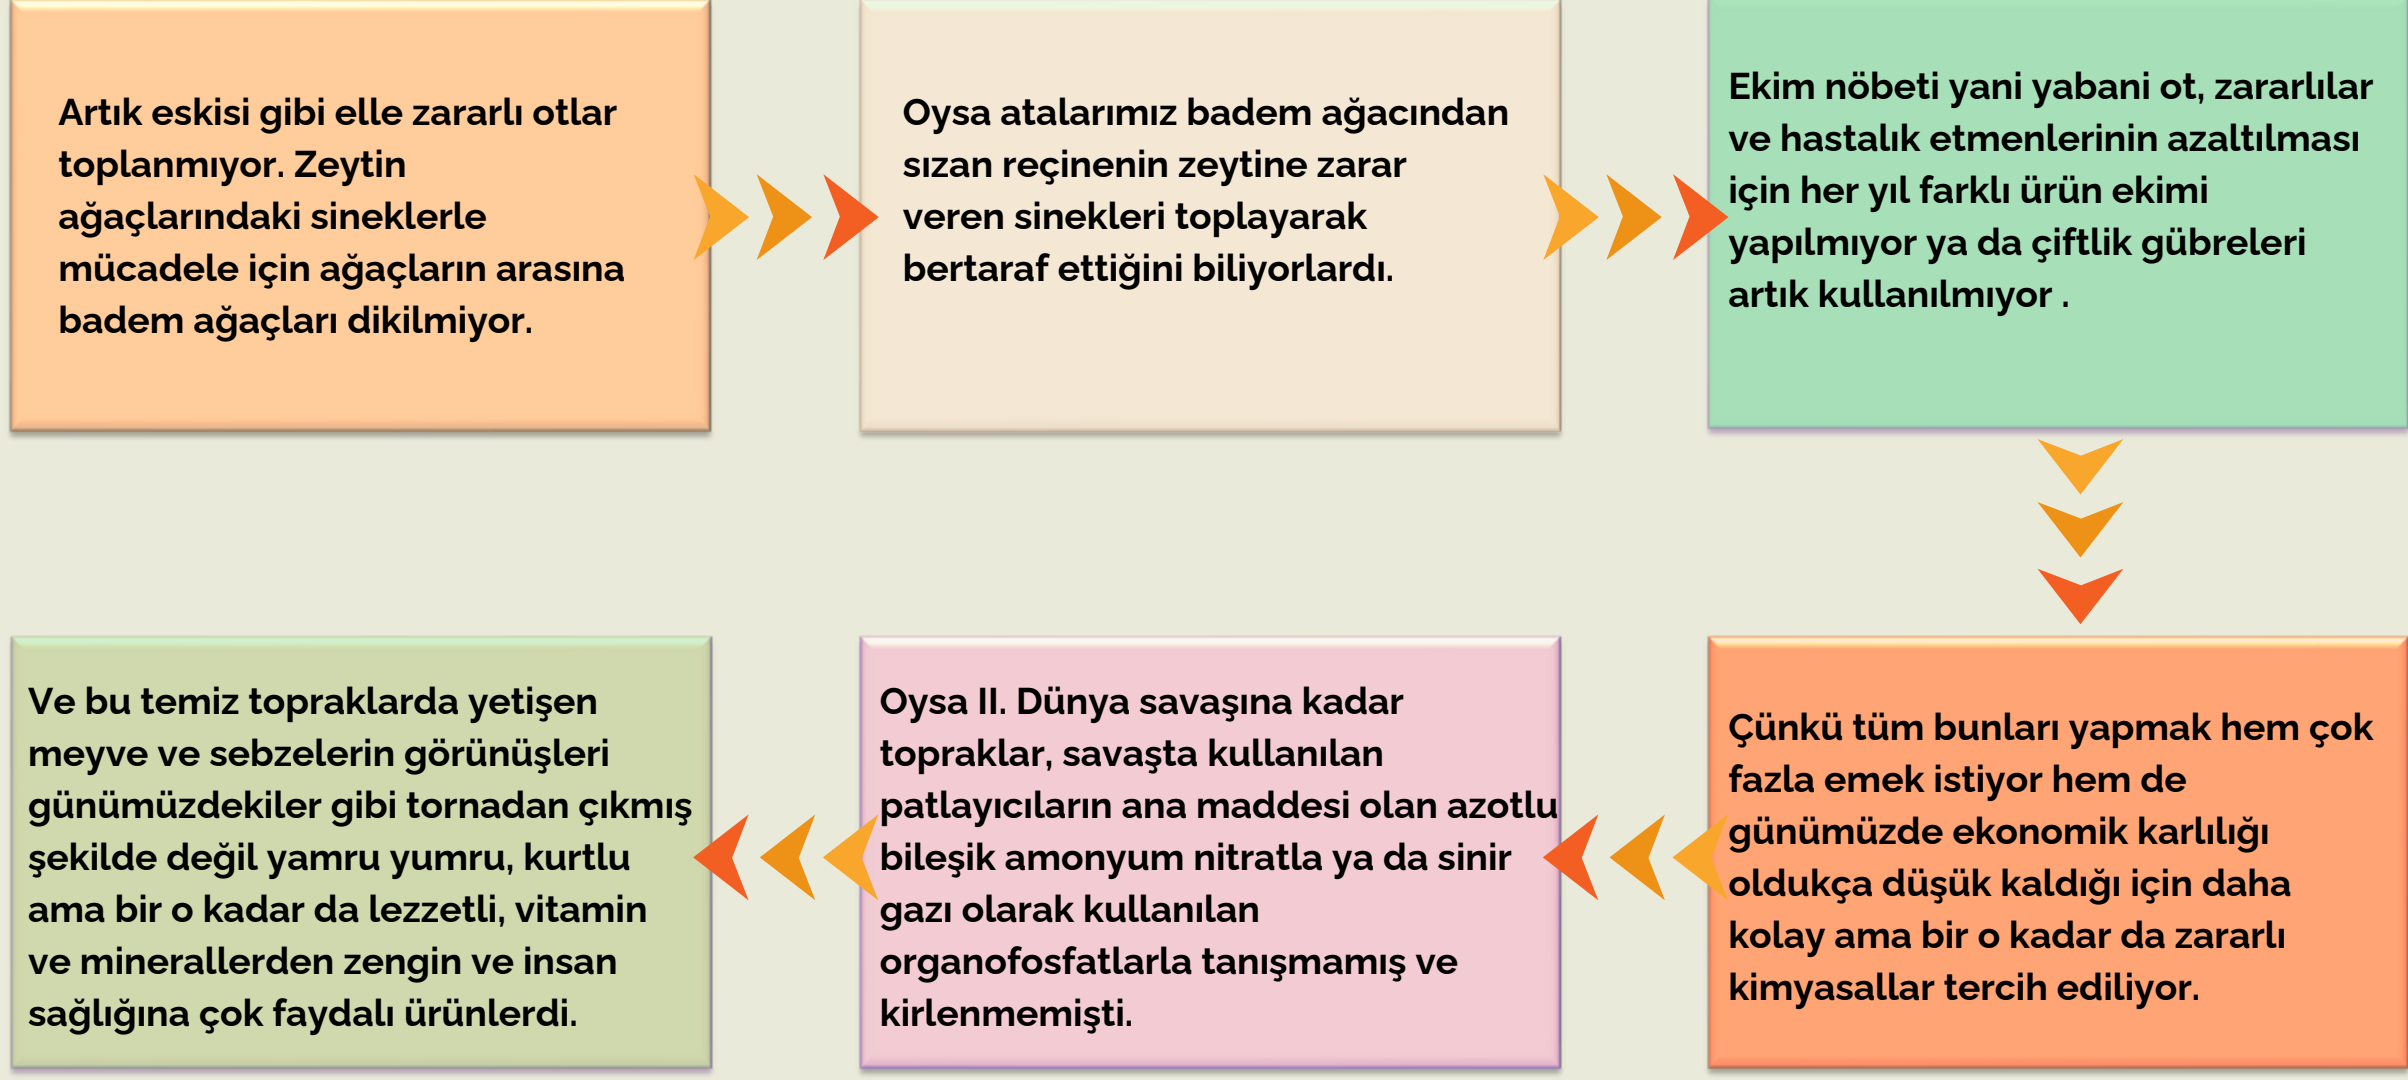 Artık eskisi gibi elle zararlı otlar
toplanmıyor. Zeytin
ağaçlarındaki sineklerle
mücadele için ağaçların arasına
badem ağaçları dikilmiyor.
Oysa atalarımız badem ağacından
sızan reçinenin zeytine zarar
veren sinekleri toplayarak
bertaraf ettiğini biliyorlardı.
Ekim nöbeti yani yabani ot, zararlılar
ve hastalık etmenlerinin azaltılması
için her yıl farklı ürün ekimi
yapılmıyor ya da çiftlik gübreleri
artık kullanılmıyor .
Çünkü tüm bunları yapmak hem çok
fazla emek istiyor hem de
günümüzde ekonomik karlılığı
oldukça düşük kaldığı için daha
kolay ama bir o kadar da zararlı
kimyasallar tercih ediliyor.
Oysa II. Dünya savaşına kadar
topraklar, savaşta kullanılan
patlayıcıların ana maddesi olan azotlu
bileşik amonyum nitratla ya da sinir
gazı olarak kullanılan
organofosfatlarla tanışmamış ve
kirlenmemişti.
Ve bu temiz topraklarda yetişen
meyve ve sebzelerin görünüşleri
günümüzdekiler gibi tornadan çıkmış
şekilde değil yamru yumru, kurtlu
ama bir o kadar da lezzetli, vitamin
ve minerallerden zengin ve insan
sağlığına çok faydalı ürünlerdi.